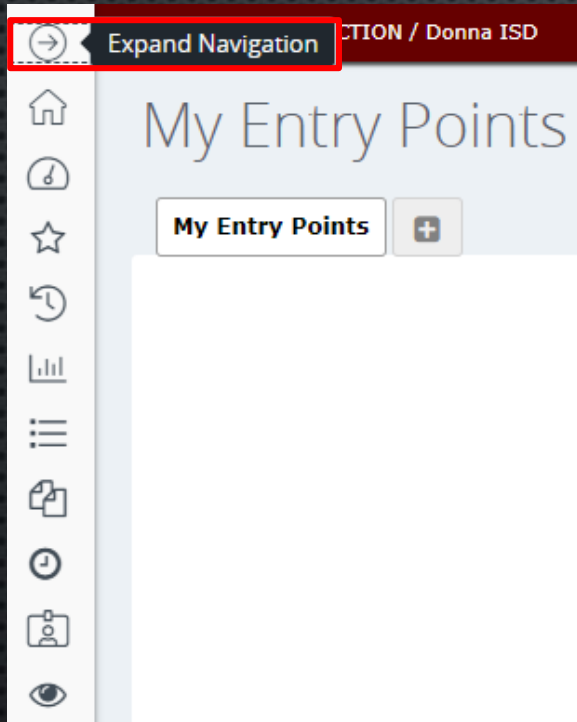 Expand Navigation
CTION / Donna ISD
My Entry Points
My Entry Points